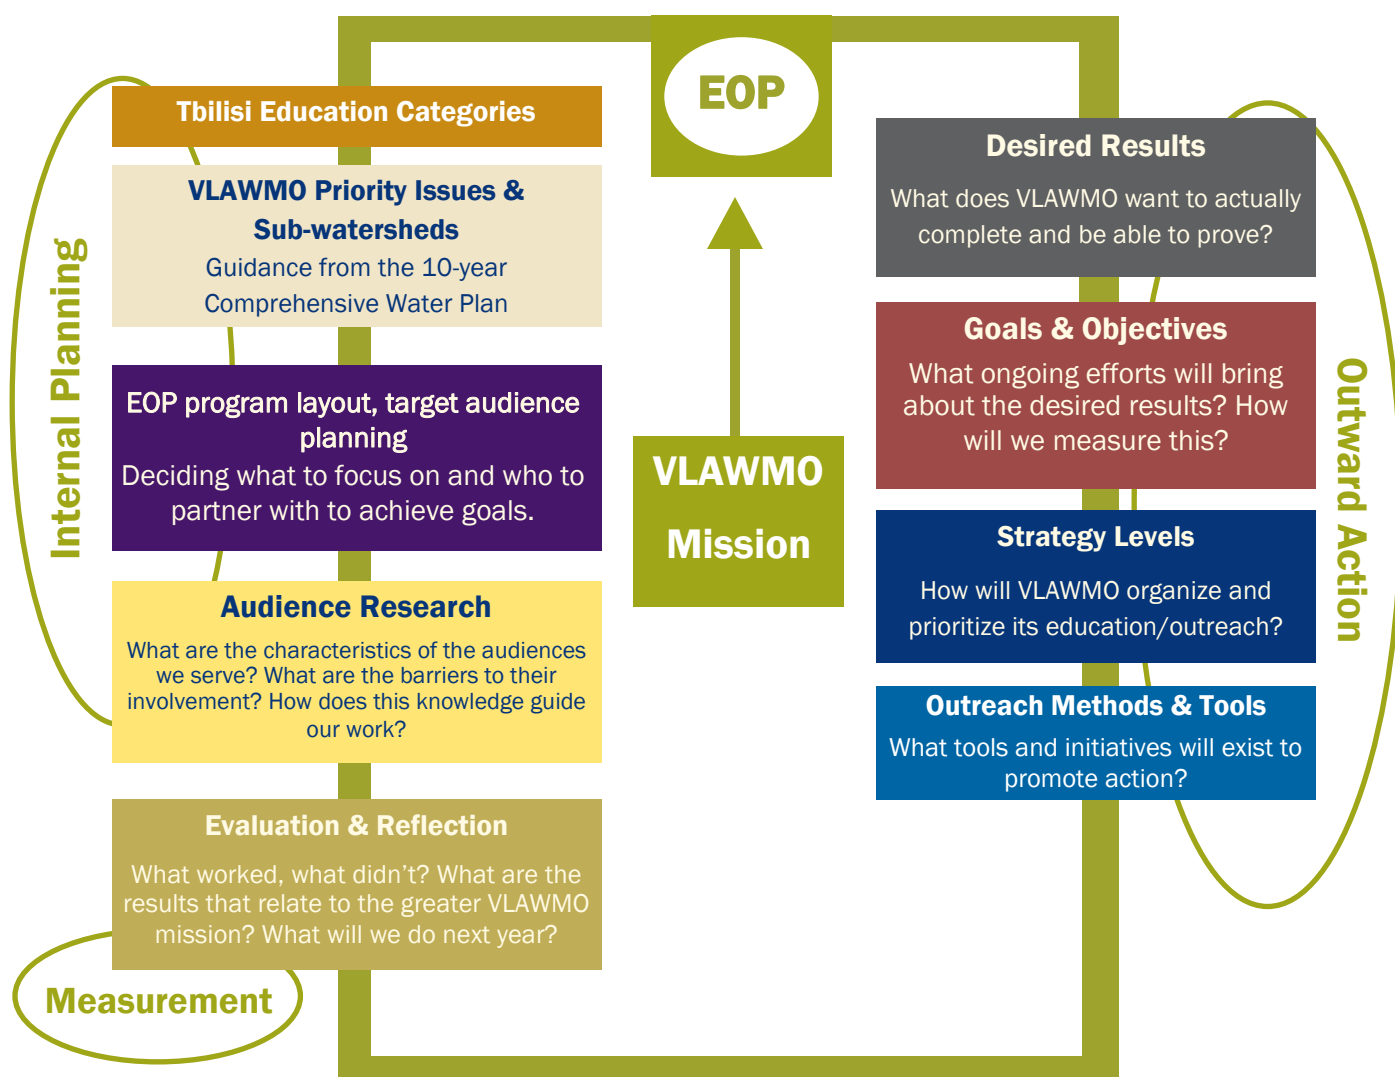 EOP
Internal Planning
Tbilisi Education Categories
VLAWMO Priority Issues &
Sub-watersheds
Guidance from the 10-year
Comprehensive Water Plan
EOP program layout, target audience
planning
Deciding what to focus on and who to
partner with to achieve goals.
Audience Research
What are the characteristics of the audiences
we serve? What are the barriers to their
involvement? How does this knowledge guide
our work?
Evaluation & Reflection
What worked, what didn't? What are the
results that relate to the greater VLAWMO
mission? What will we do next year?
Measurement
VLAWMO
Mission
Desired Results
What does VLAWMO want to actually
complete and be able to prove?
Goals & Objectives
What ongoing efforts will bring
about the desired results? How
will we measure this?
Strategy Levels
How will VLAWMO organize and
prioritize its education/outreach?
Outreach Methods & Tools
What tools and initiatives will exist to
promote action?
Outward Action